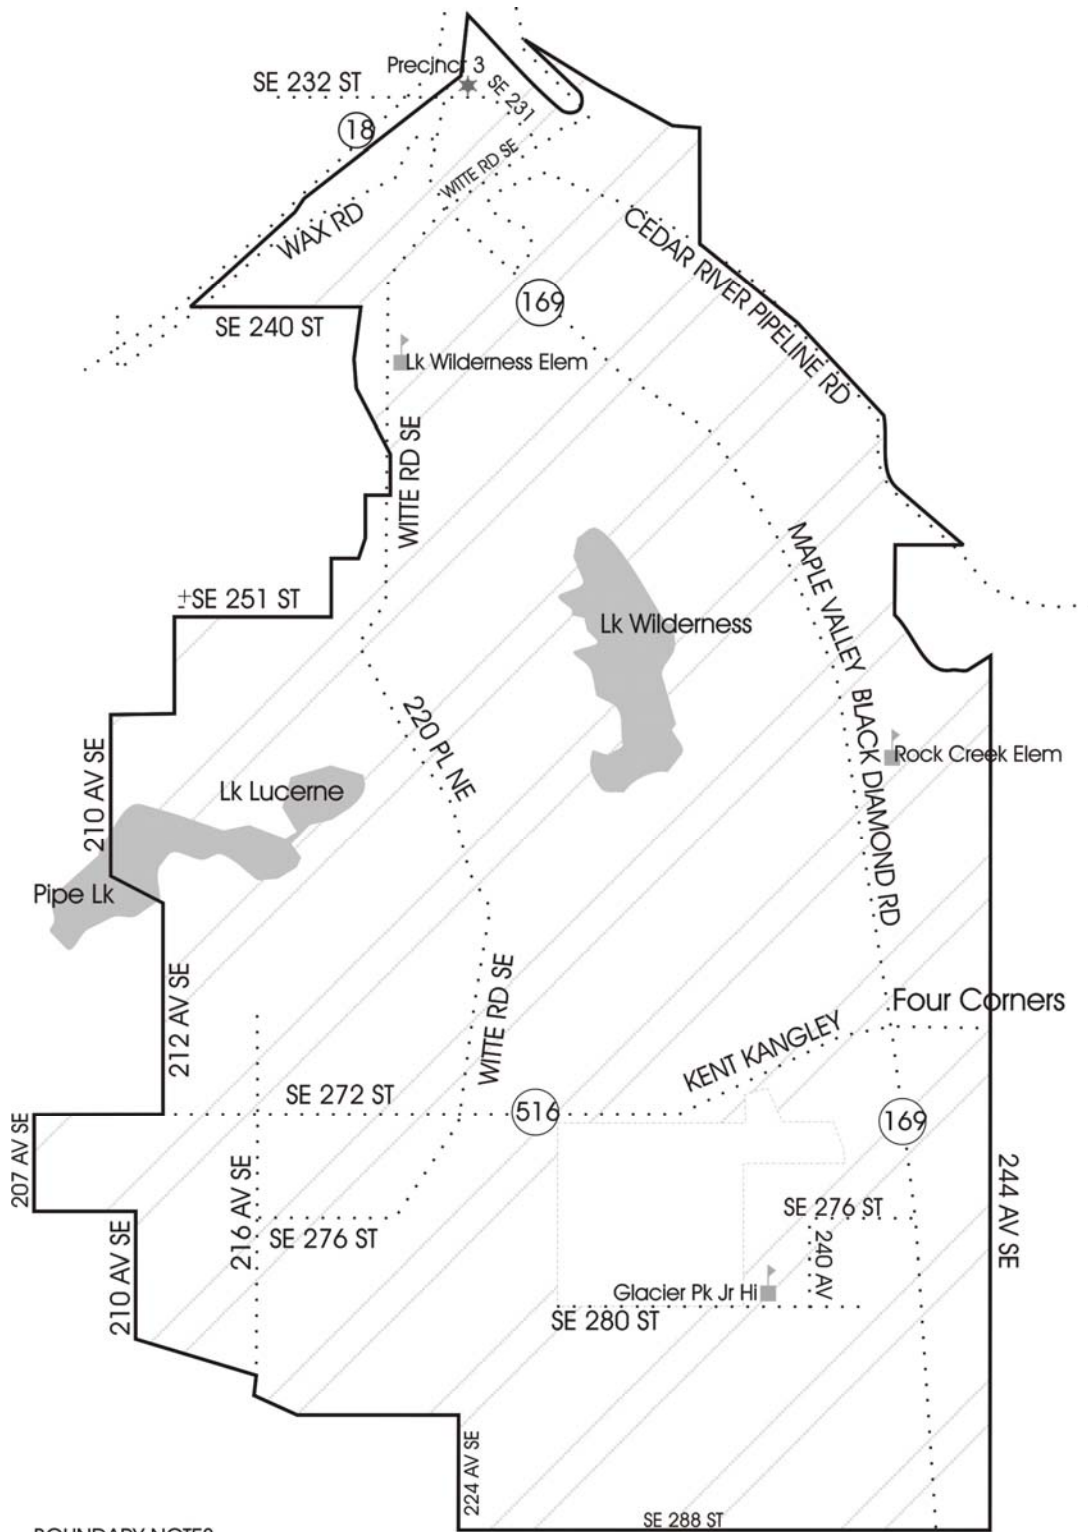 Precinct 3
SE 232 ST
SE 231
18
WITTE RD SE
WAX RD
CEDAR RIVER PIPELINE RD
169
SE 240 ST
Lk Wilderness Elem
WITTE RD SE
MAPLE VALLEY BLACK DIAMOND RD
±SE 251 ST
Lk Wilderness
220 PL NE
Rock Creek Elem
210 AV SE
Lk Lucerne
Pipe Lk
212 AV SE
WITTE RD SE
Four Corners
KENT KANGLEY
SE 272 ST
516
169
207 AV SE
216 AV SE
244 AV SE
SE 276 ST
SE 276 ST
210 AV SE
240 AV
Glacier Pk Jr Hi
SE 280 ST
224 AV SE
SE 288 ST
BOUNDARY NOTES